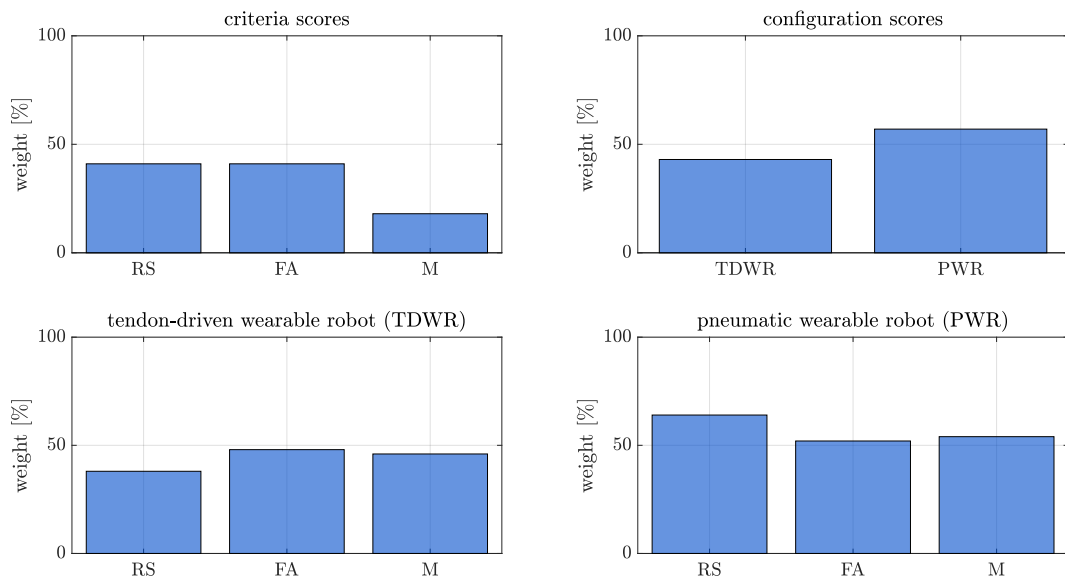 criteria scores
100
50
0
weight [%]
RS FA M
configuration scores
100
50
0
weight [%]
TDWR PWR
tendon-driven wearable robot (TDWR)
100
50
0
weight [%]
RS FA M
pneumatic wearable robot (PWR)
100
50
0
weight [%]
RS FA M